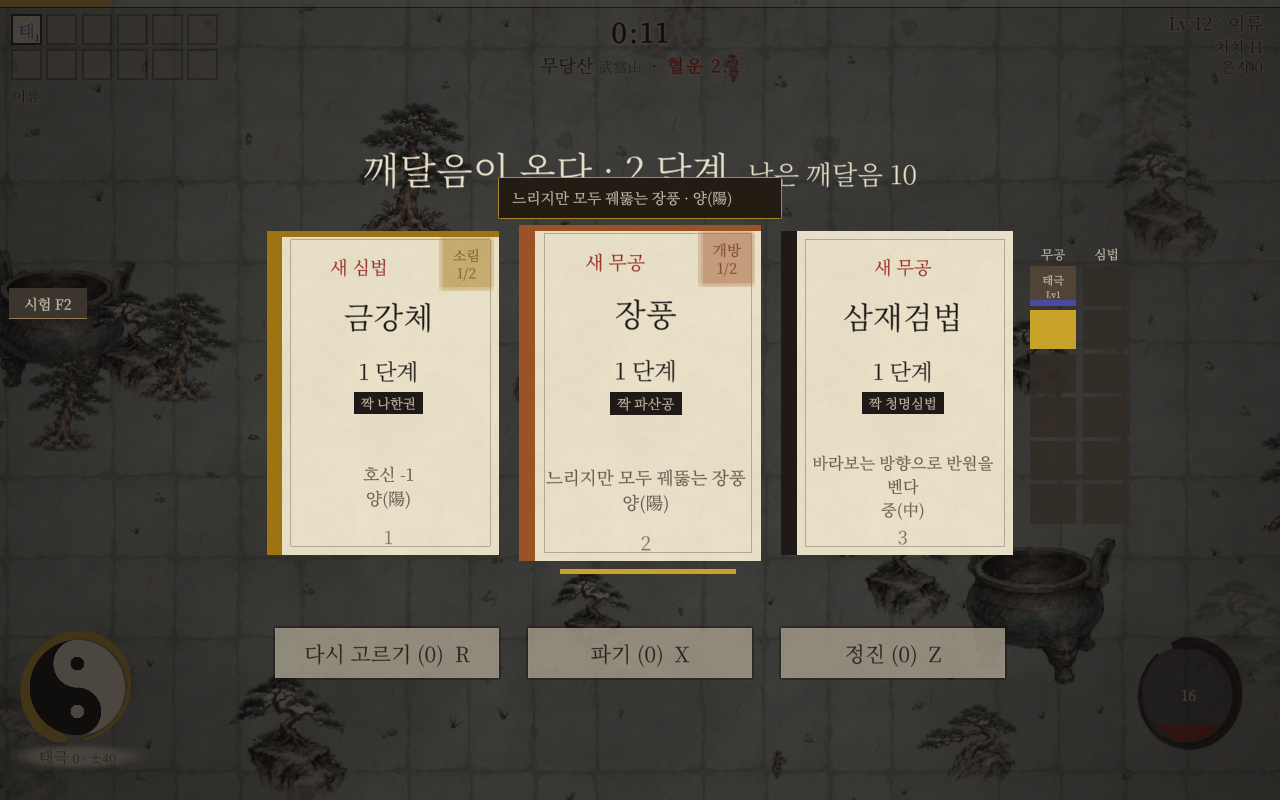 태1
이류
0:11
무당산 武當山 · 혈운 2.2
Lv 12 · 이류
처치 11
은자40
깨달음이 온다 · 2 단계 남은 깨달음 10
느리지만 모두 꿰뚫는 장풍 · 양(陽)
시험 F2
새 심법
소림
1/2
금강체
1 단계
짝 나한권
호신 -1
양(陽)
1
새 무공
개방
1/2
장풍
1 단계
짝 파산공
느리지만 모두 꿰뚫는 장풍
양(陽)
2
새 무공
삼재검법
1 단계
짝 청명심법
바라보는 방향으로 반원을
벤다
중(中)
3
무공 심법
태극
Lv1
다시 고르기 (0) R
파기 (0) X
정진 (0) Z
태극 0 · ±40
16